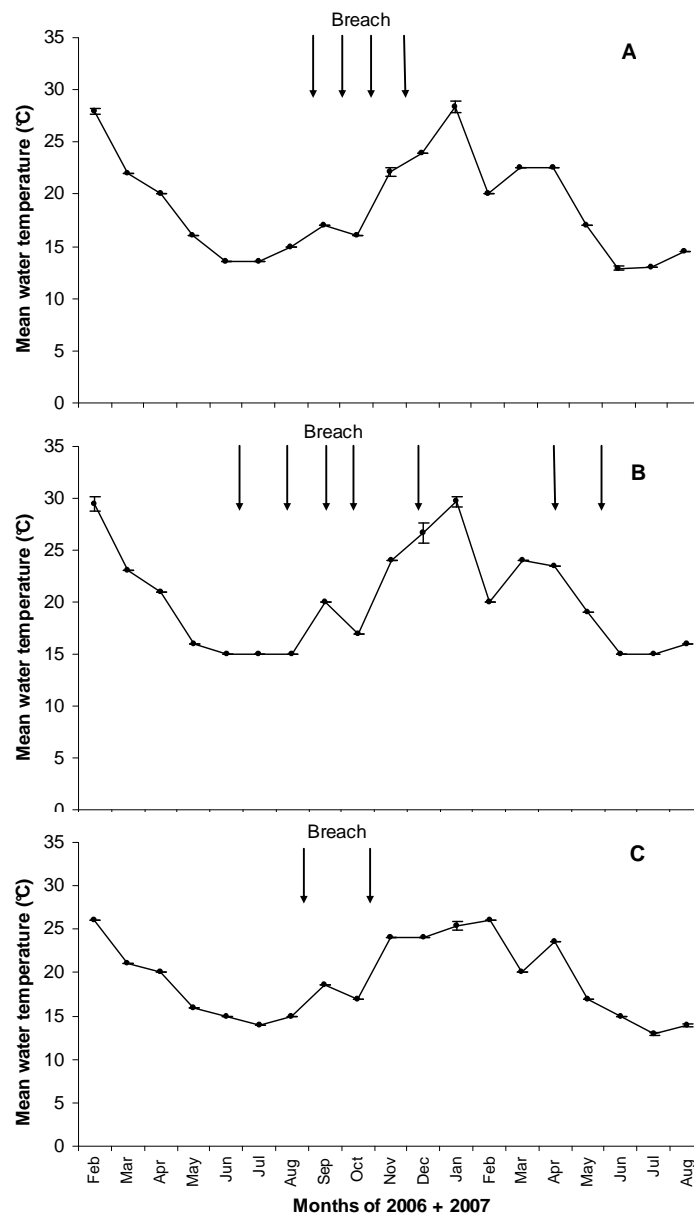 Breach
A
35
30
25
20
15
10
5
0
Mean water temperature (°C)
Breach
B
35
30
25
20
15
10
5
0
Mean water temperature (°C)
Breach
C
35
30
25
20
15
10
5
0
Mean water temperature (°C)
Feb Mar Apr May Jun Jul Aug Sep Oct Nov Dec Jan Feb Mar Apr May Jun Jul Aug
Months of 2006 + 2007